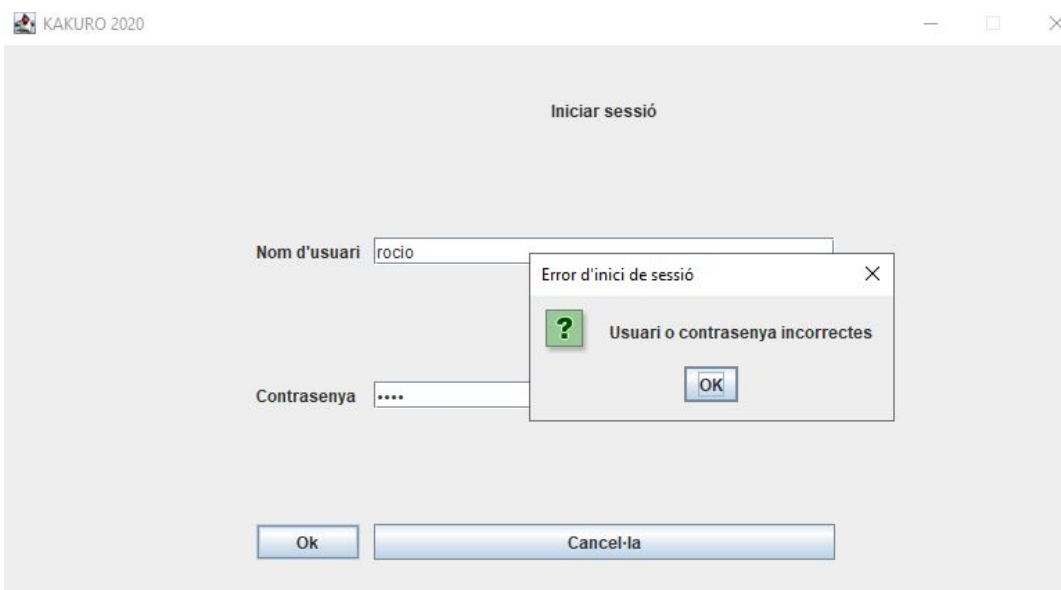 KAKURO 2020
Iniciar sessió
Nom d'usuari rocio
Error d'inici de sessió
? Usuari o contrasenya incorrectes
OK
Contrasenya ••••
Ok Cancel·la